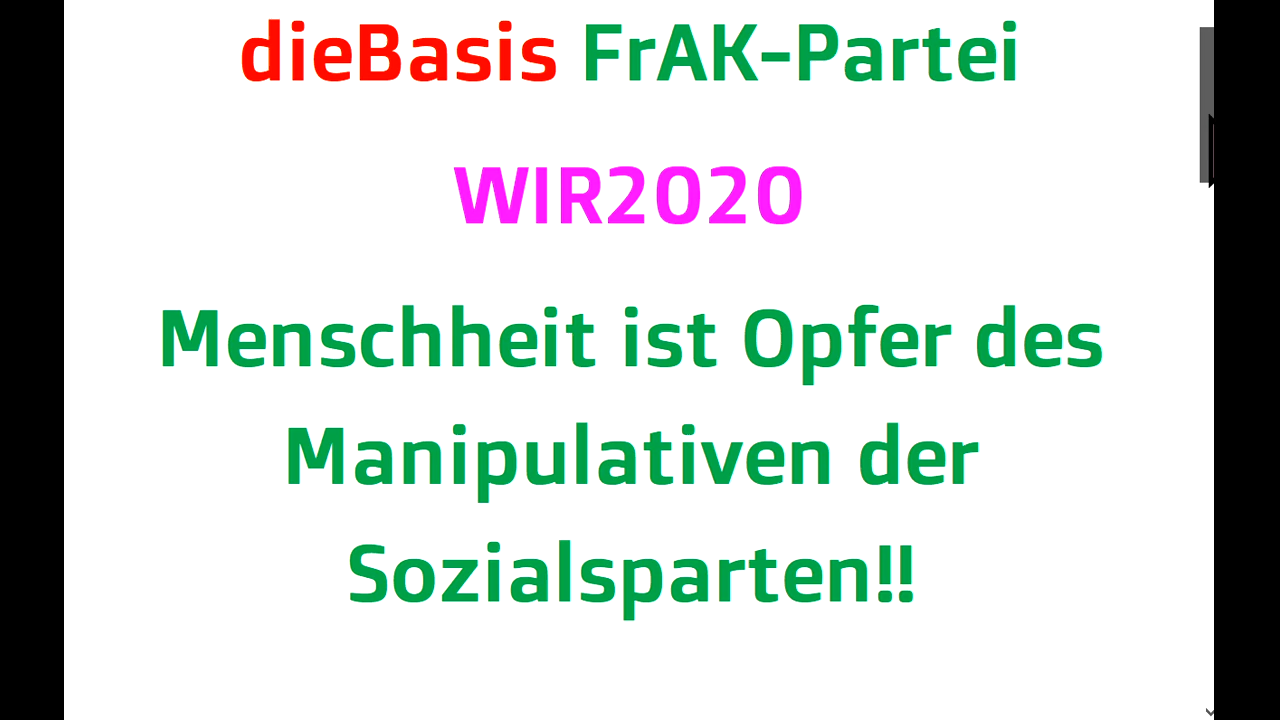 dieBasis FrAK-Partei
WIR2020
Menschheit ist Opfer des
Manipulativen der
Sozialsparten!!